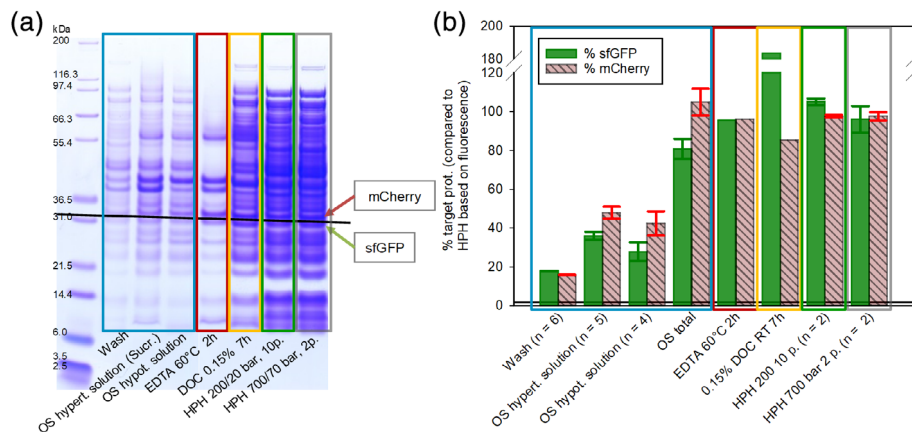 (a)
kDa
200
116.3
97.4
66.3
55.4
36.5
31.0
21.5
14.4
6.0
3.5
2.5
mCherry
sfGFP
Wash
OS hypert. solution (Sucr.)
OS hypot. solution
EDTA 60°C 2h
DOC 0.15% 7h
HPH 200/20 bar, 10p.
HPH 700/70 bar, 2p.
(b)
% target prot. (compared to
HPH based on fluorescence)
200
180
120
100
80
60
40
20
0
% sfGFP
% mCherry
Wash (n = 6)
OS hypert. solution (n = 5)
OS hypot. solution (n = 4)
OS total
EDTA 60°C 2h
0.15% DOC RT 7h
HPH 200 10 p. (n = 2)
HPH 700 bar 2 p. (n = 2)